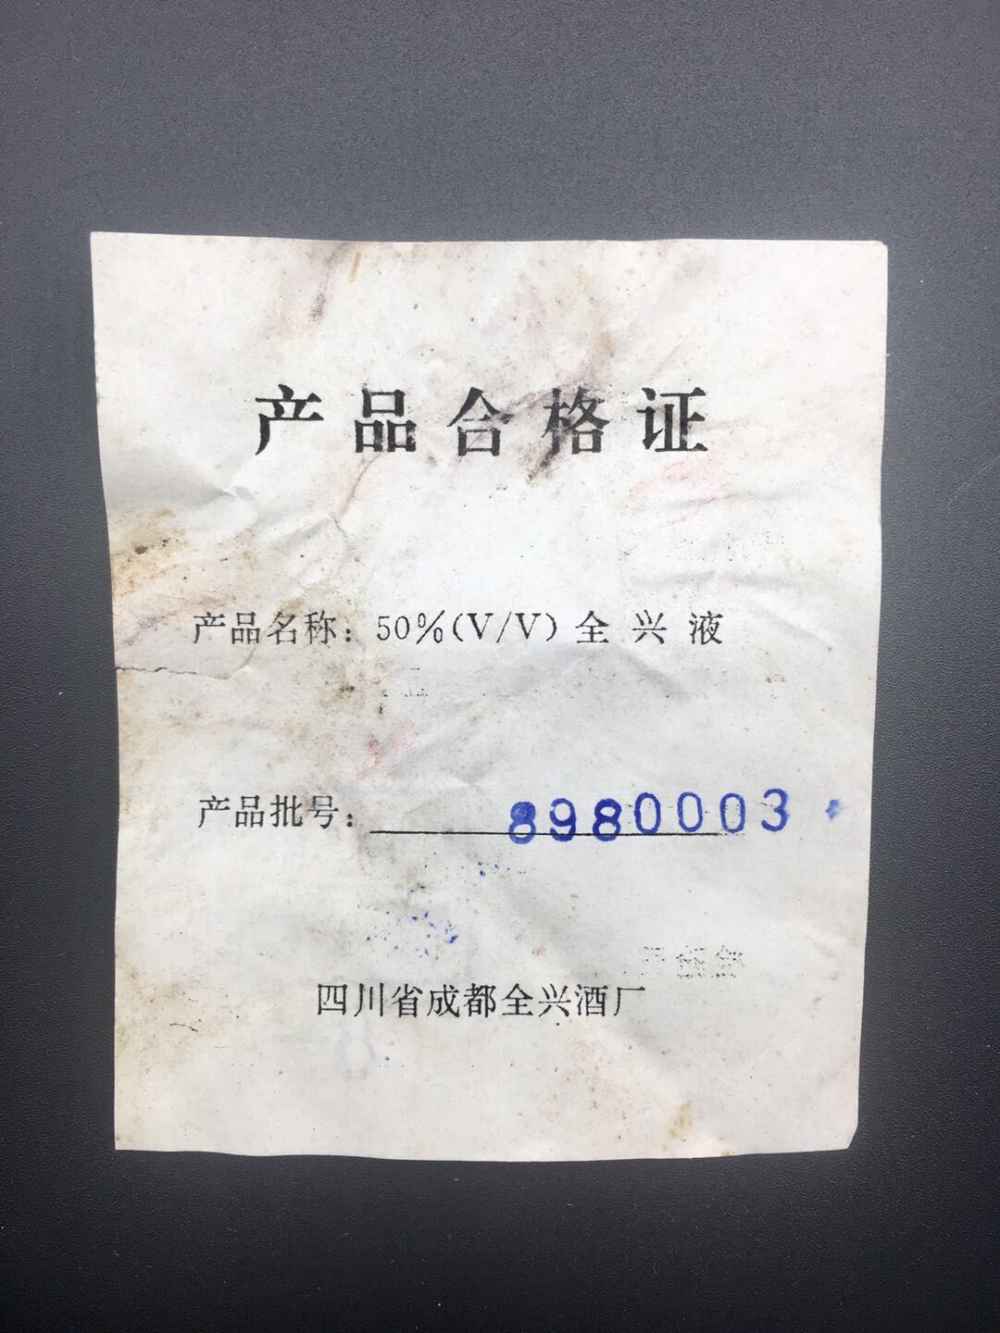 产品合格证
产品名称：50%(V/V)全兴液
产品批号：8980003
四川省成都全兴酒厂